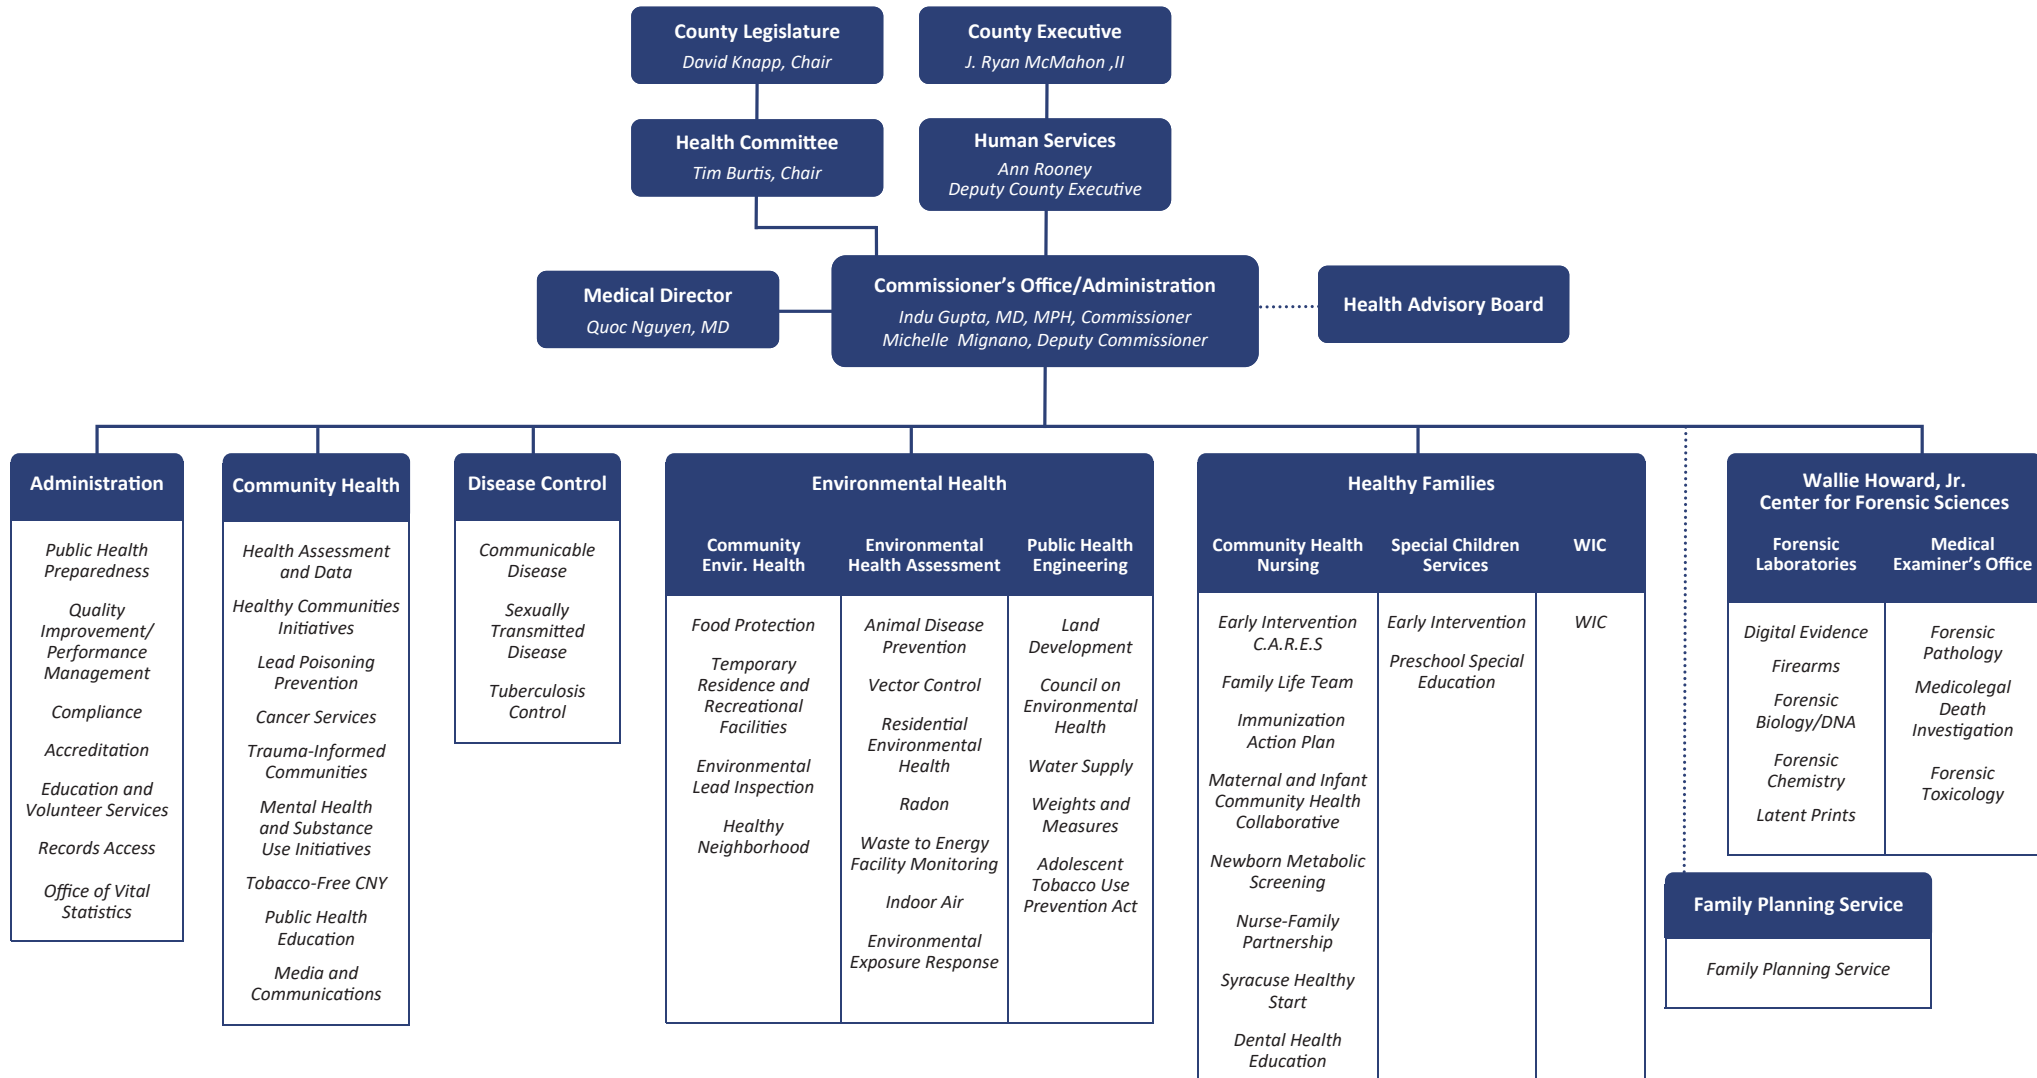 County Legislature
David Knapp, Chair
County Executive
J. Ryan McMahon ,II
Health Committee
Tim Burtis, Chair
Human Services
Ann Rooney
Deputy County Executive
Medical Director
Quoc Nguyen, MD
Commissioner's Office/Administration
Indu Gupta, MD, MPH, Commissioner
Michelle Mignano, Deputy Commissioner
Health Advisory Board
Administration
Public Health
Preparedness
Quality
Improvement/
Performance
Management
Compliance
Accreditation
Education and
Volunteer Services
Records Access
Office of Vital
Statistics
Community Health
Health Assessment
and Data
Healthy Communities
Initiatives
Lead Poisoning
Prevention
Cancer Services
Trauma-Informed
Communities
Mental Health
and Substance
Use Initiatives
Tobacco-Free CNY
Public Health
Education
Media and
Communications
Disease Control
Communicable
Disease
Sexually
Transmitted
Disease
Tuberculosis
Control
Environmental Health
Community
Envir. Health
Food Protection
Temporary
Residence and
Recreational
Facilities
Environmental
Lead Inspection
Healthy
Neighborhood
Environmental
Health Assessment
Animal Disease
Prevention
Vector Control
Residential
Environmental
Health
Radon
Waste to Energy
Facility Monitoring
Indoor Air
Environmental
Exposure Response
Public Health
Engineering
Land
Development
Council on
Environmental
Health
Water Supply
Weights and
Measures
Adolescent
Tobacco Use
Prevention Act
Healthy Families
Community Health
Nursing
Early Intervention
C.A.R.E.S
Family Life Team
Immunization
Action Plan
Maternal and Infant
Community Health
Collaborative
Newborn Metabolic
Screening
Nurse-Family
Partnership
Syracuse Healthy
Start
Dental Health
Education
Special Children
Services
Early Intervention
Preschool Special
Education
WIC
WIC
Wallie Howard, Jr.
Center for Forensic Sciences
Forensic
Laboratories
Digital Evidence
Firearms
Forensic
Biology/DNA
Forensic
Chemistry
Latent Prints
Medical
Examiner's Office
Forensic
Pathology
Medicolegal
Death
Investigation
Forensic
Toxicology
Family Planning Service
Family Planning Service